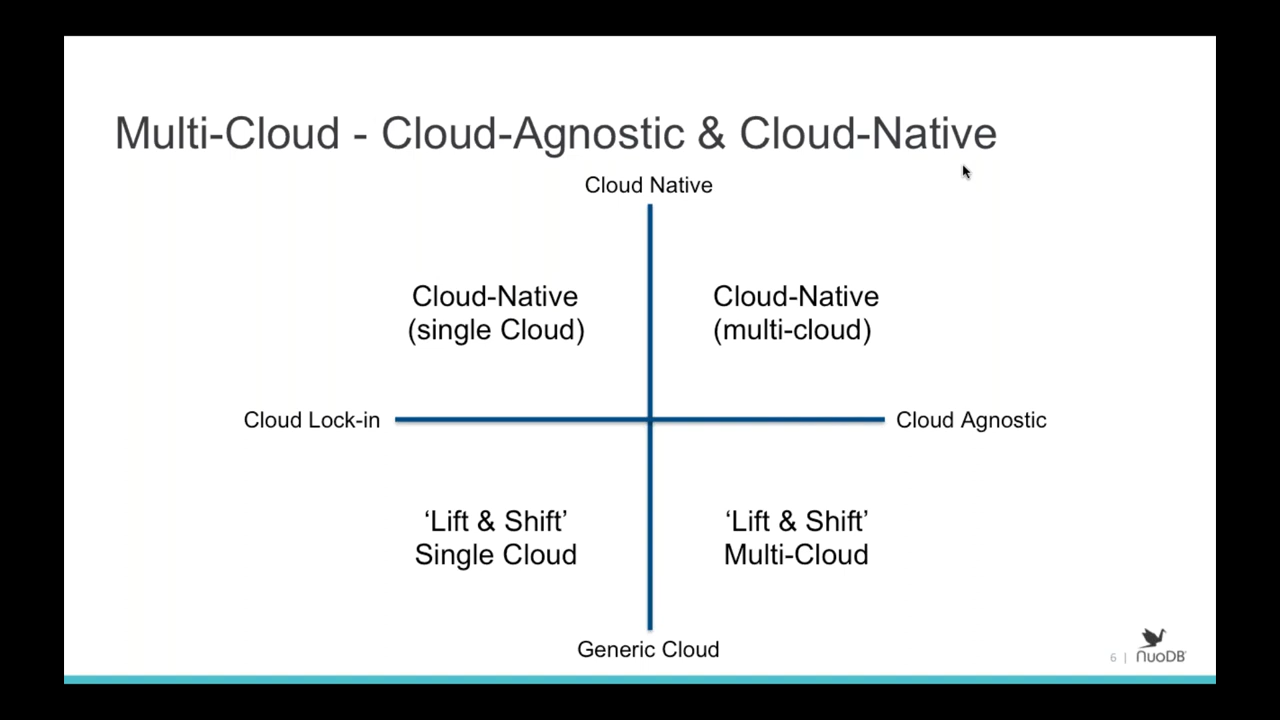 Multi-Cloud - Cloud-Agnostic & Cloud-Native
Cloud Native
Cloud-Native
(single Cloud)
Cloud-Native
(multi-cloud)
Cloud Lock-in
Cloud Agnostic
‘Lift & Shift’
Single Cloud
‘Lift & Shift’
Multi-Cloud
Generic Cloud
6 |
nuoDB